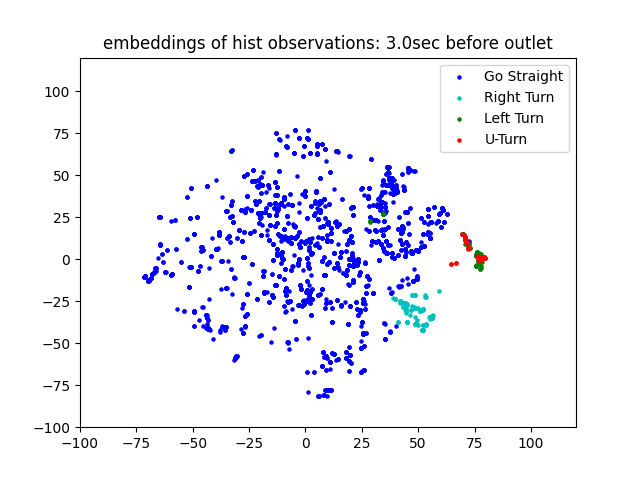 embeddings of hist observations: 3.0sec before outlet
Go Straight
Right Turn
Left Turn
U-Turn
100
75
50
25
0
−25
−50
−75
−100
−100 −75 −50 −25 0 25 50 75 100